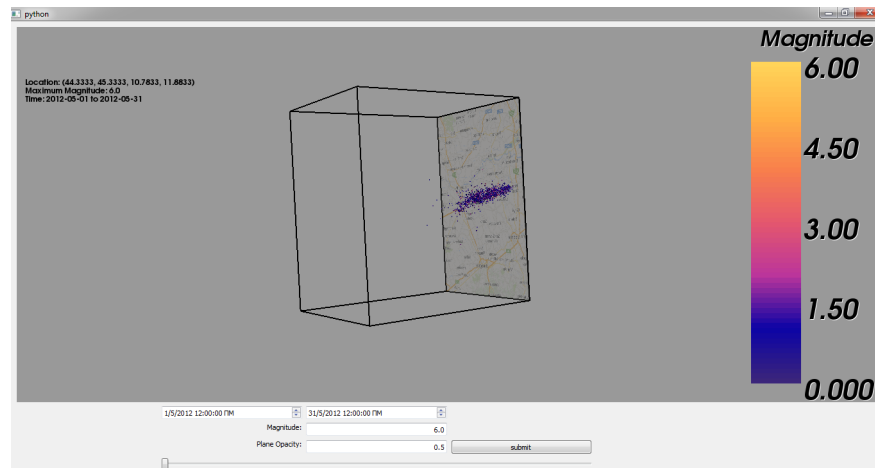 python
Magnitude
Location: (44.3333, 45.3333, 10.7833, 11.8833)
Maximum Magnitude: 6.0
Time: 2012-05-01 to 2012-05-31
6.00
4.50
3.00
1.50
0.000
1/5/2012 12:00:00 ΠΜ
31/5/2012 12:00:00 ΠΜ
Magnitude:
6.0
Plane Opacity:
0.5
submit